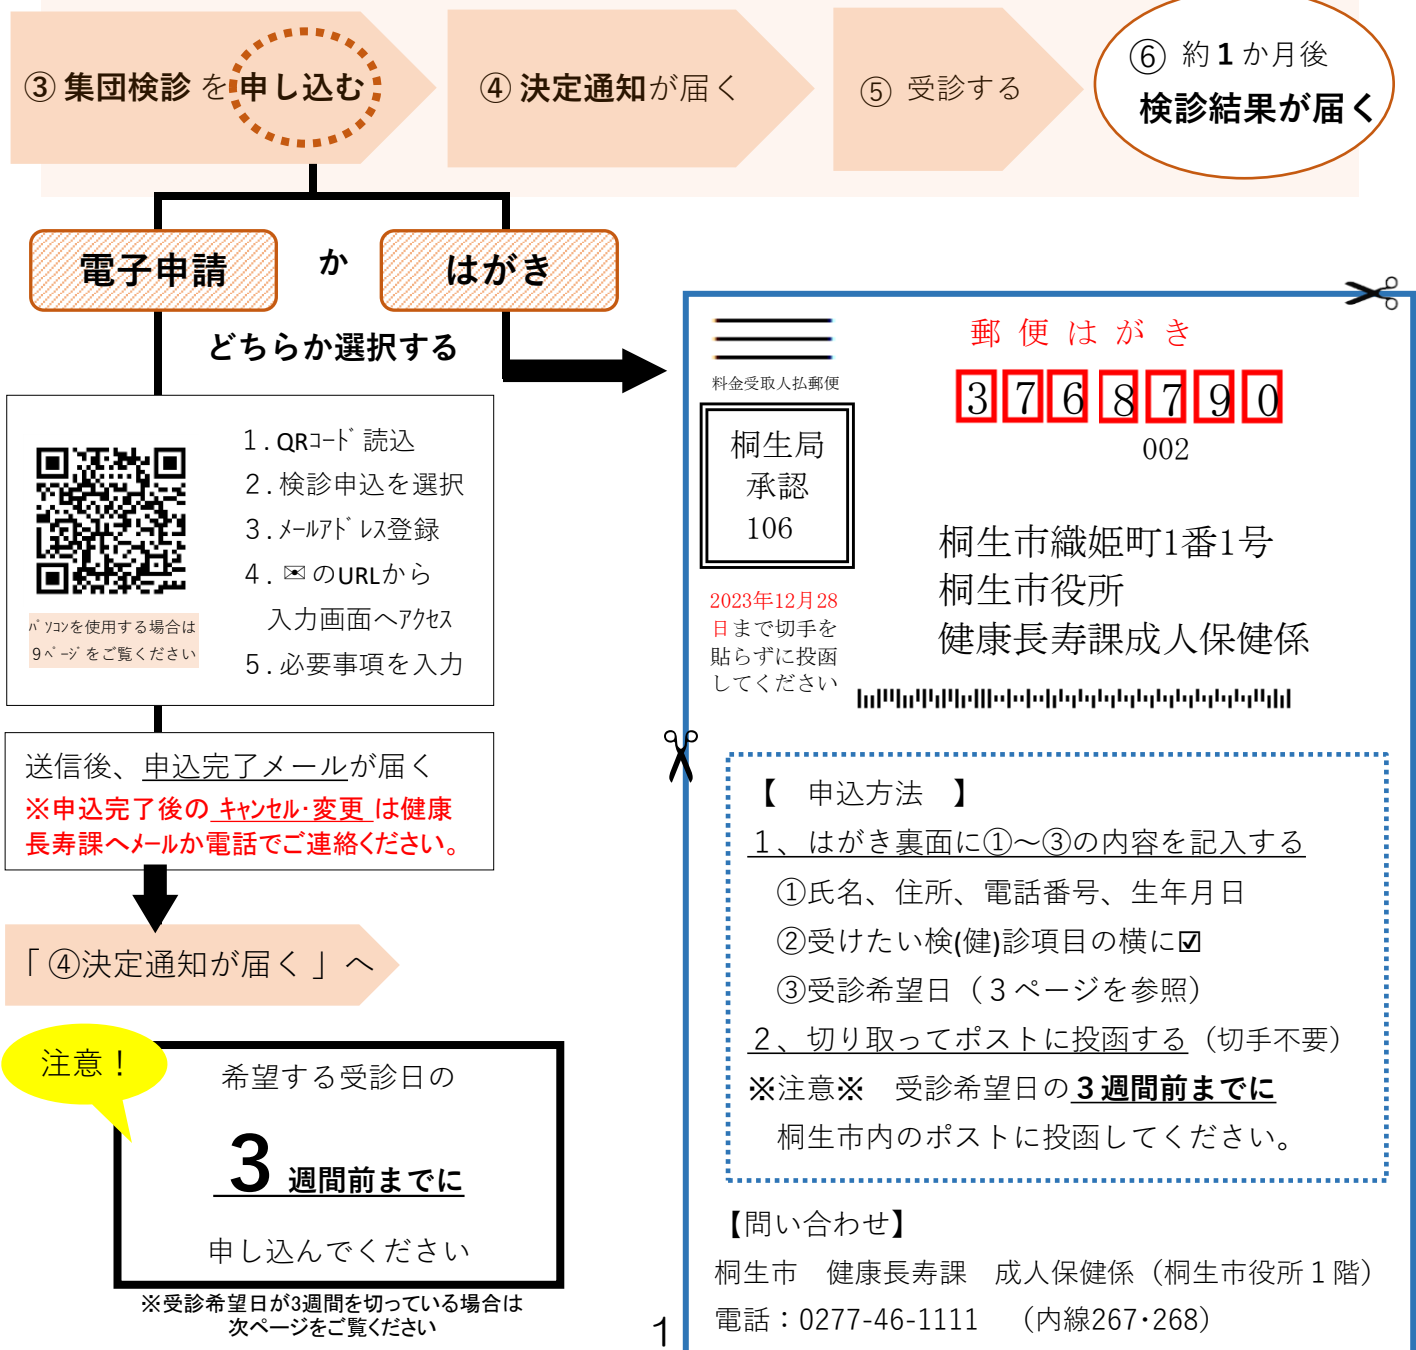 ③集団検診を申し込む
④決定通知が届く
⑤ 受診する
⑥ 約1か月後
検診結果が届く
電子申請
か
はがき
どちらか選択する
1．QRコード読込
2．検診申込を選択
3．メールアドレス登録
4．✉のURLから
入力画面へアクセス
5．必要事項を入力
パソコンを使用する場合は
9ページをご覧ください
送信後、申込完了メールが届く
※申込完了後のキャンセル・変更は健康
長寿課へメールか電話でご連絡ください。
「④決定通知が届く」へ
注意！
希望する受診日の
3週間前までに
申し込んでください
※受診希望日が3週間を切っている場合は
次ページをご覧ください
郵便はがき
料金受取人払郵便
3768790
002
桐生局
承認
106
2023年12月28
日まで切手を
貼らずに投函
してください
桐生市織姫町1番1号
桐生市役所
健康長寿課成人保健係
【 申込方法 】
1、はがき裏面に①～③の内容を記入する
①氏名、住所、電話番号、生年月日
②受けたい検(健)診項目の横に☑
③受診希望日（3ページを参照）
2、切り取ってポストに投函する（切手不要）
※注意※ 受診希望日の3週間前までに
桐生市内のポストに投函してください。
【問い合わせ】
桐生市 健康長寿課 成人保健係（桐生市役所1階）
電話：0277-46-1111 （内線267・268）
1